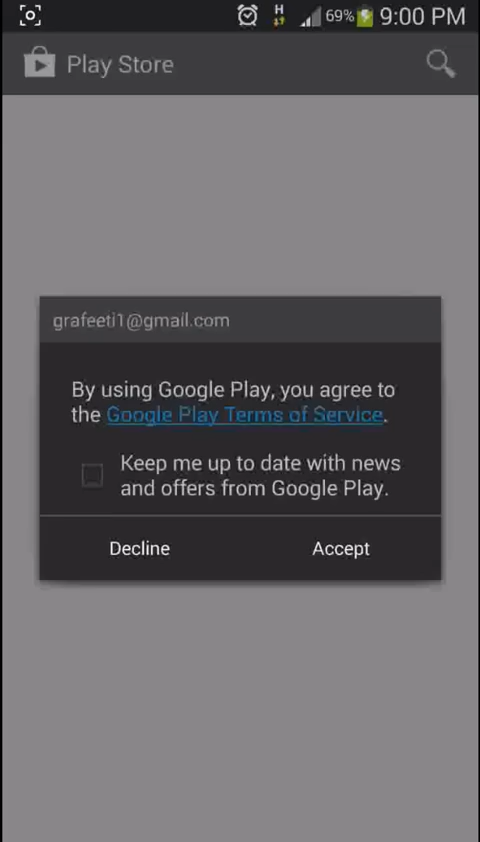 H 69% 9:00 PM
Play Store
grafeeti1@gmail.com
By using Google Play, you agree to
the Google Play Terms of Service.
Keep me up to date with news
and offers from Google Play.
Decline Accept